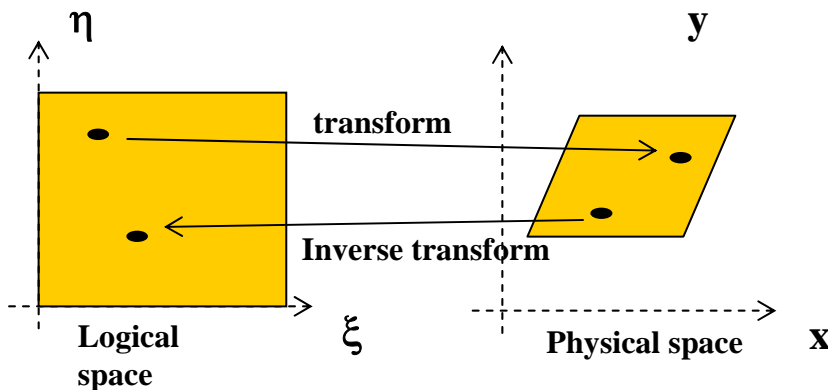 η
y
transform
Inverse transform
Logical
space
ξ
Physical space
x